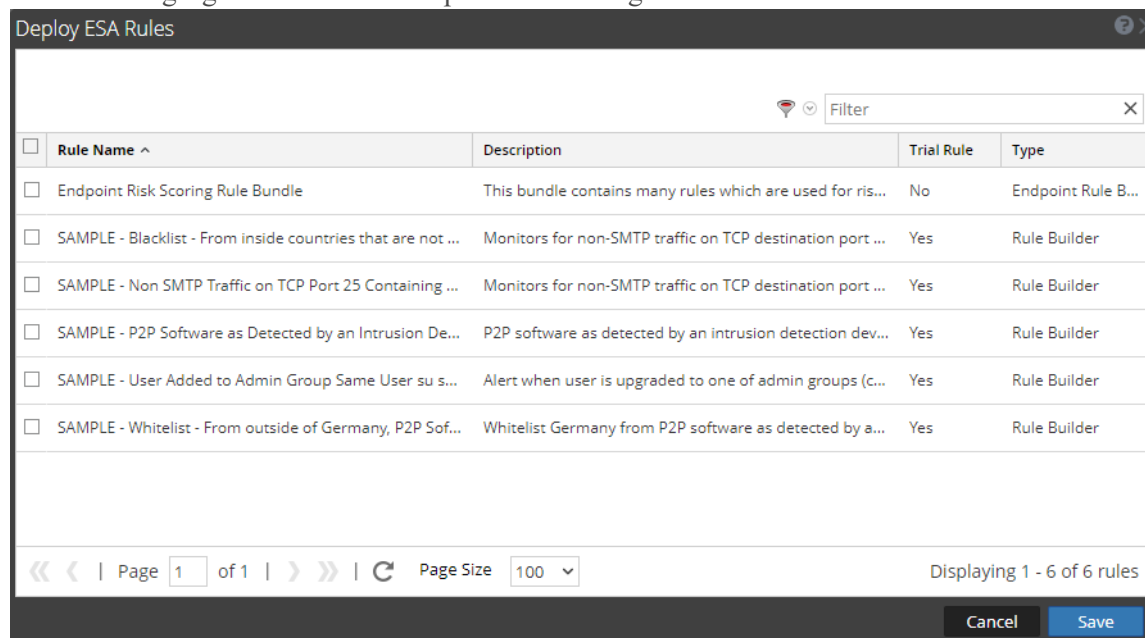 Deploy ESA Rules
Filter
Rule Name Description Trial Rule Type
Endpoint Risk Scoring Rule Bundle This bundle contains many rules which are used for ris... No Endpoint Rule B...
SAMPLE - Blacklist - From inside countries that are not ... Monitors for non-SMTP traffic on TCP destination port ... Yes Rule Builder
SAMPLE - Non SMTP Traffic on TCP Port 25 Containing ... Monitors for non-SMTP traffic on TCP destination port ... Yes Rule Builder
SAMPLE - P2P Software as Detected by an Intrusion De... P2P software as detected by an intrusion detection dev... Yes Rule Builder
SAMPLE - User Added to Admin Group Same User su s... Alert when user is upgraded to one of admin groups (c... Yes Rule Builder
SAMPLE - Whitelist - From outside of Germany, P2P Sof... Whitelist Germany from P2P software as detected by a... Yes Rule Builder
Page 1 of 1 Page Size 100 Displaying 1 - 6 of 6 rules
Cancel Save